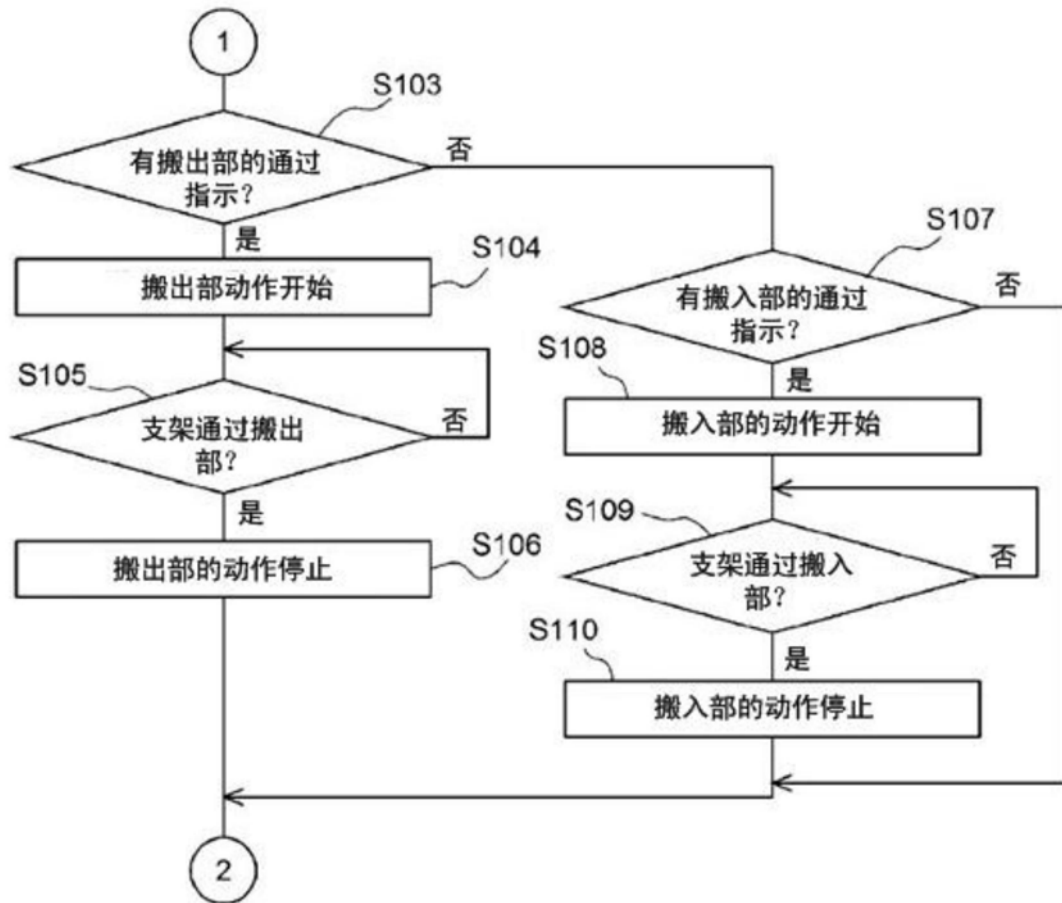 1
S103
有搬出部的通过
指示?
否
是
S104
搬出部动作开始
S105
支架通过搬出
部?
否
是
S106
搬出部的动作停止
S107
有搬入部的通过
指示?
否
是
S108
搬入部的动作开始
S109
支架通过搬入
部?
否
是
S110
搬入部的动作停止
2